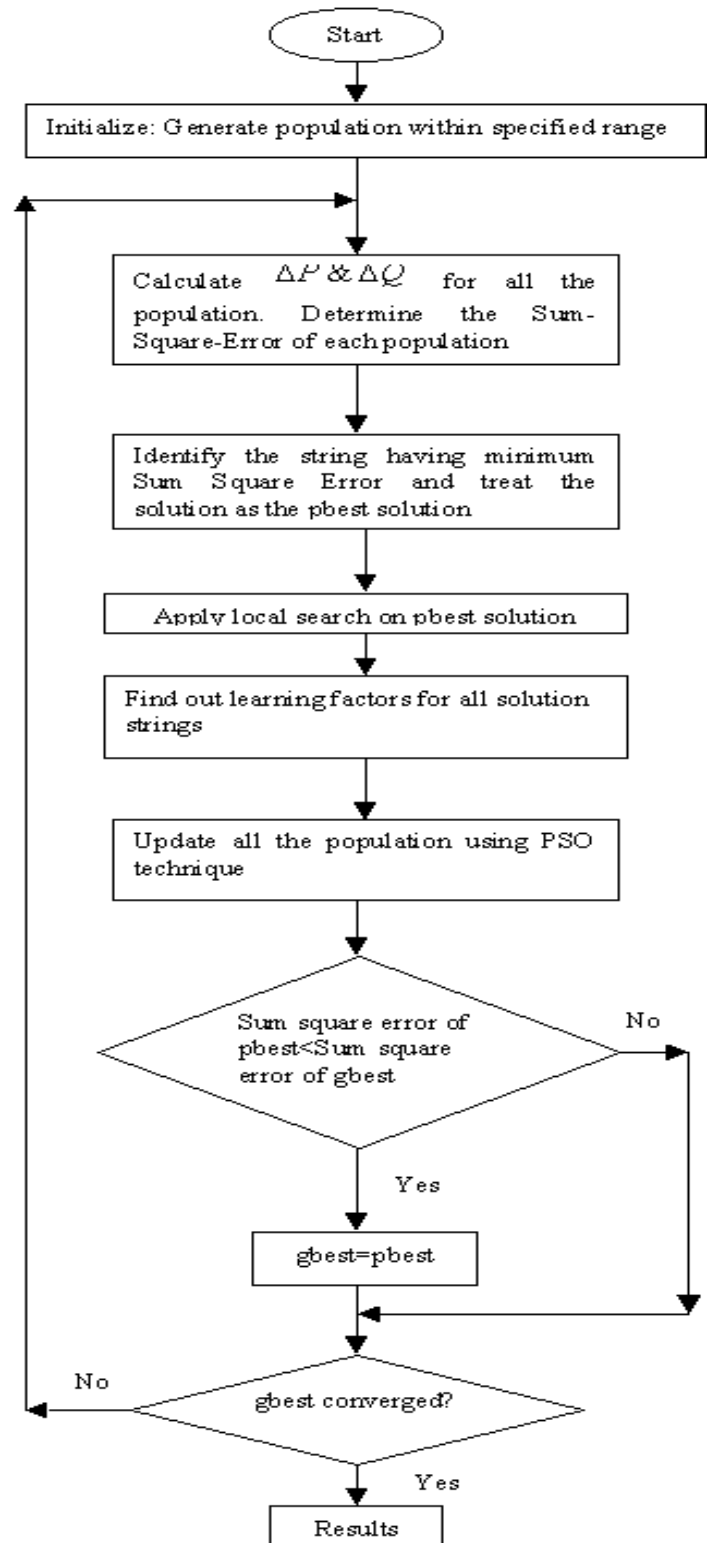 Start
Initialize: Generate population within specified range
Calculate ΔP & ΔQ for all the
population. Determine the Sum-
Square-Error of each population
Identify the string having minimum
Sum Square Error and treat the
solution as the pbest solution
Apply local search on pbest solution
Find out learning factors for all solution
strings
Update all the population using PSO
technique
Sum square error of
pbest<Sum square
error of gbest
No
Yes
gbest=pbest
No
gbest converged?
Yes
Results